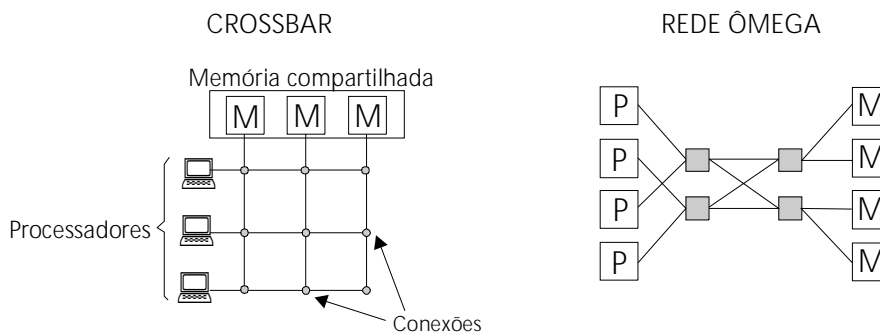 CROSSBAR
Memória compartilhada
M M M
Processadores
Conexões
REDE ÔMEGA
P M
P M
P M
P M